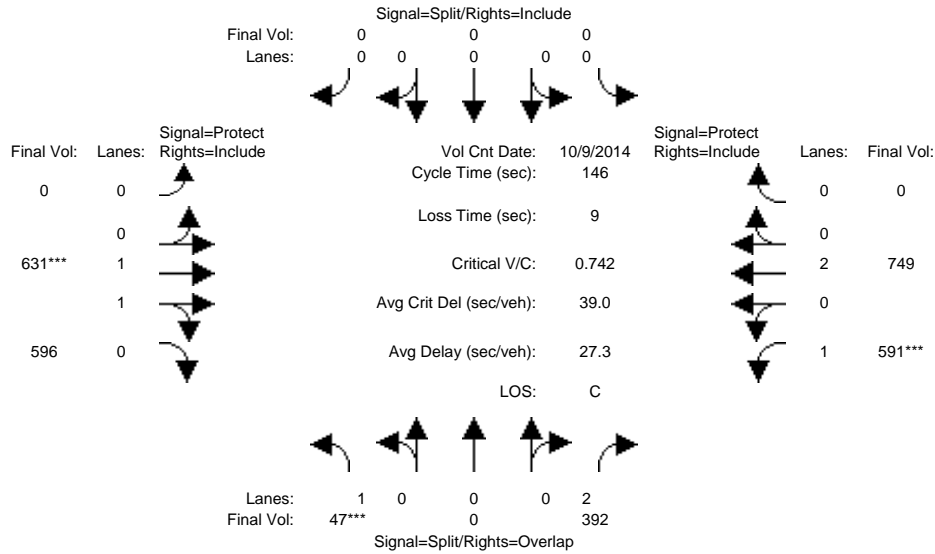 Signal=Split/Rights=Include
Final Vol: 0 0 0
Lanes: 0 0 0 0 0
Signal=Protect Signal=Protect
Final Vol: Lanes: Rights=Include Vol Cnt Date: 10/9/2014 Rights=Include Lanes: Final Vol:
Cycle Time (sec): 146
0 0 0 0
Loss Time (sec): 9
0 0
631*** 1 Critical V/C: 0.742 2 749
1 Avg Crit Del (sec/veh): 39.0 0
596 0 Avg Delay (sec/veh): 27.3 1 591***
LOS: C
Lanes: 1 0 0 0 2
Final Vol: 47*** 0 392
Signal=Split/Rights=Overlap